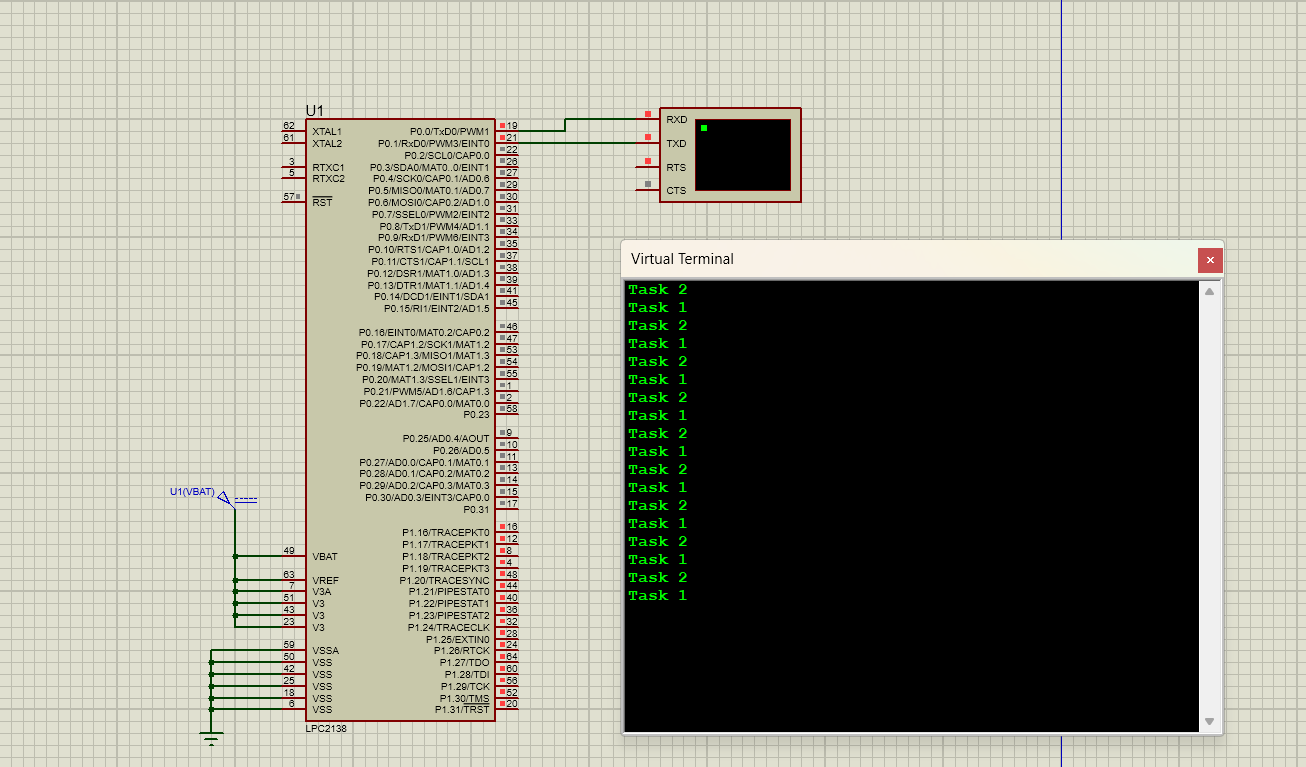 U1
62 XTAL1 P0.0/TxD0/PWM1 19
61 XTAL2 P0.1/RxD0/PWM3/EINT0 21
P0.2/SCL0/CAP0.0 22
3 RTXC1 P0.3/SDA0/MAT0..0/EINT1 26
5 RTXC2 P0.4/SCK0/CAP0.1/AD0.6 27
P0.5/MISO0/MAT0.1/AD0.7 29
57 RST P0.6/MOSI0/CAP0.2/AD1.0 30
P0.7/SSEL0/PWM2/EINT2 31
P0.8/TxD1/PWM4/AD1.1 33
P0.9/RxD1/PWM6/EINT3 34
P0.10/RTS1/CAP1.0/AD1.2 35
P0.11/CTS1/CAP1.1/SCL1 37
P0.12/DSR1/MAT1.0/AD1.3 38
P0.13/DTR1/MAT1.1/AD1.4 39
P0.14/DCD1/EINT1/SDA1 41
P0.15/RI1/EINT2/AD1.5 45
P0.16/EINT0/MAT0.2/CAP0.2 46
P0.17/CAP1.2/SCK1/MAT1.2 47
P0.18/CAP1.3/MISO1/MAT1.3 53
P0.19/MAT1.2/MOSI1/CAP1.2 54
P0.20/MAT1.3/SSEL1/EINT3 55
P0.21/PWM5/AD1.6/CAP1.3 1
P0.22/AD1.7/CAP0.0/MAT0.0 2
P0.23 58
P0.25/AD0.4/AOUT 9
P0.26/AD0.5 10
P0.27/AD0.0/CAP0.1/MAT0.1 11
P0.28/AD0.1/CAP0.2/MAT0.2 13
P0.29/AD0.2/CAP0.3/MAT0.3 14
P0.30/AD0.3/EINT3/CAP0.0 15
P0.31 17
U1(VBAT)
P1.16/TRACEPKT0 16
P1.17/TRACEPKT1 12
49 VBAT P1.18/TRACEPKT2 8
P1.19/TRACEPKT3 4
63 VREF P1.20/TRACESYNC 48
7 V3A P1.21/PIPESTAT0 44
51 V3 P1.22/PIPESTAT1 40
43 V3 P1.23/PIPESTAT2 36
23 V3 P1.24/TRACECLK 32
P1.25/EXTIN0 28
59 VSSA P1.26/RTCK 24
50 VSS P1.27/TDO 64
42 VSS P1.28/TDI 60
25 VSS P1.29/TCK 56
18 VSS P1.30/TMS 52
6 VSS P1.31/TRST 20
LPC2138
RXD
TXD
RTS
CTS
Virtual Terminal
Task 2
Task 1
Task 2
Task 1
Task 2
Task 1
Task 2
Task 1
Task 2
Task 1
Task 2
Task 1
Task 2
Task 1
Task 2
Task 1
Task 2
Task 1